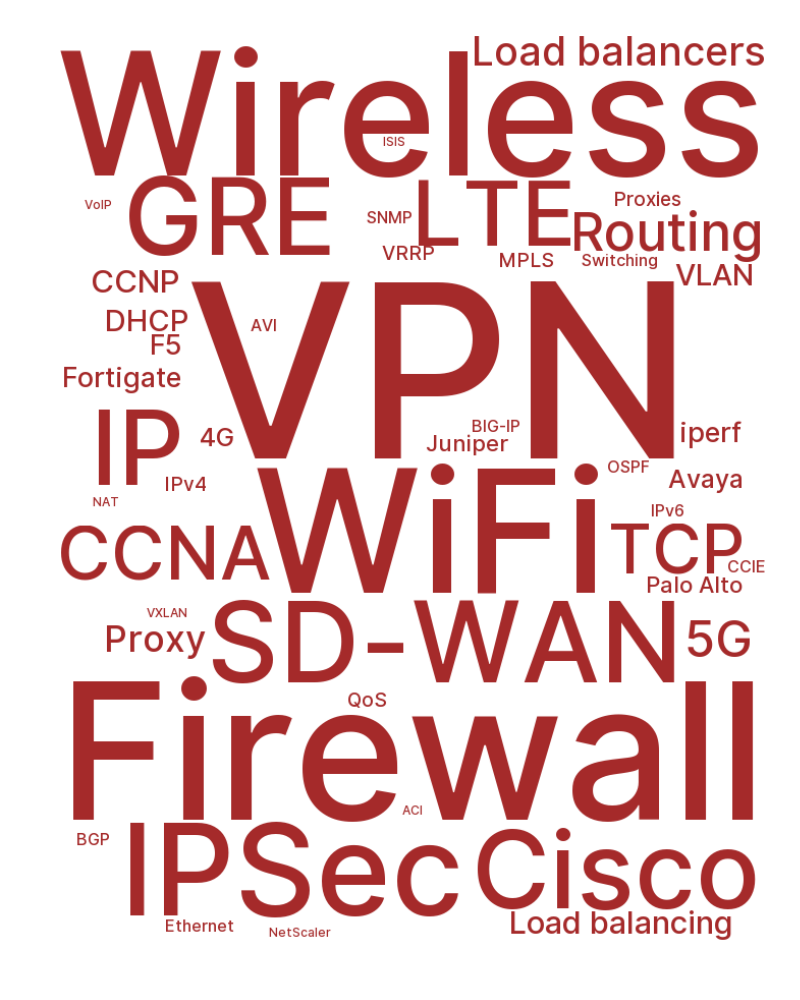 Load balancers
Wireless
ISIS
VoIP
GRE
SNMP
LTE
Proxies
Routing
VRRP
MPLS
Switching
VLAN
CCNP
VPN
DHCP
AVI
F5
Fortigate
IP
4G
BIG-IP
Juniper
iperf
IPv4
NAT
WiFi
OSPF
Avaya
IPv6
CCNA
TCP
CCIE
Palo Alto
VXLAN
Proxy
SD-WAN
5G
Firewall
QoS
ACI
BGP
IPSec
Cisco
Load balancing
Ethernet
NetScaler